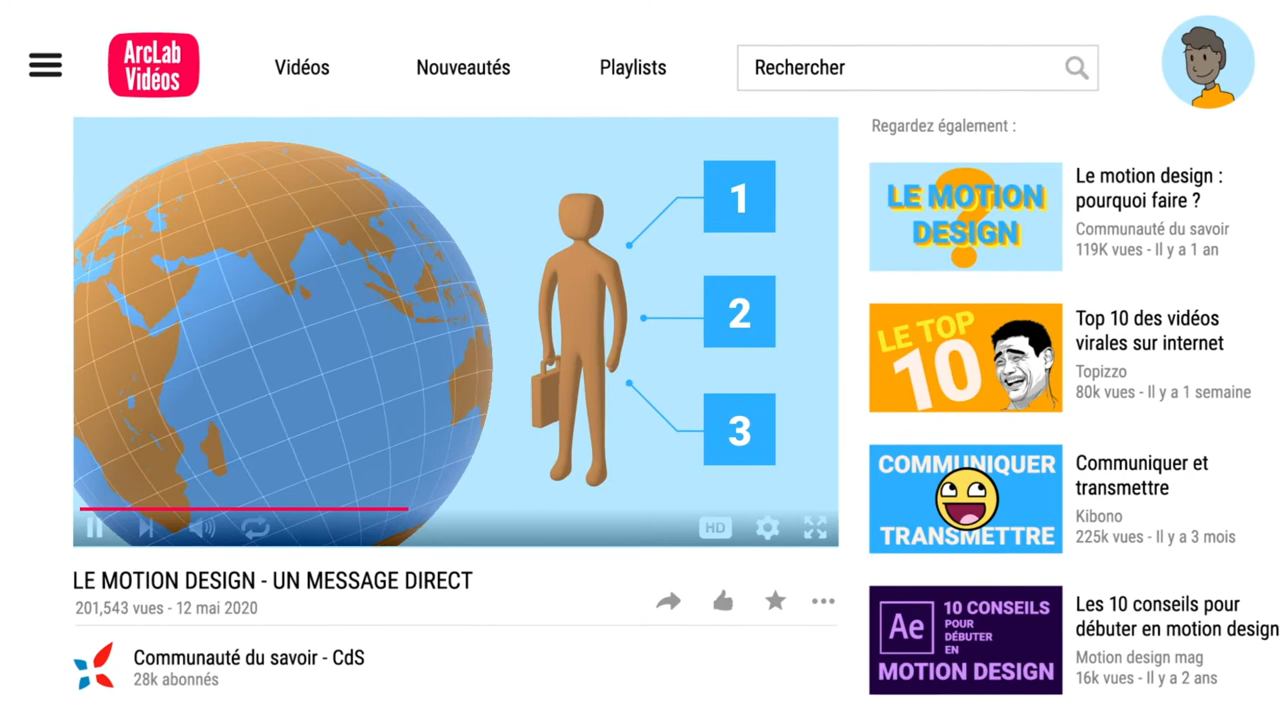 ArcLab
Vidéos
Vidéos
Nouveautés
Playlists
Rechercher
1
2
3
HD
LE MOTION DESIGN - UN MESSAGE DIRECT
201,543 vues - 12 mai 2020
Communauté du savoir - CdS
28k abonnés
Regardez également :
LE MOTION
DESIGN
?
Le motion design :
pourquoi faire ?
Communauté du savoir
119K vues - Il y a 1 an
LE TOP
10
Top 10 des vidéos
virales sur internet
Topizzo
80k vues - Il y a 1 semaine
COMMUNIQUER
TRANSMETTRE
Communiquer et
transmettre
Kibono
225k vues - Il y a 3 mois
Ae
10 CONSEILS
POUR
DÉBUTER
EN
MOTION DESIGN
Les 10 conseils pour
débuter en motion design
Motion design mag
16k vues - Il y a 2 ans